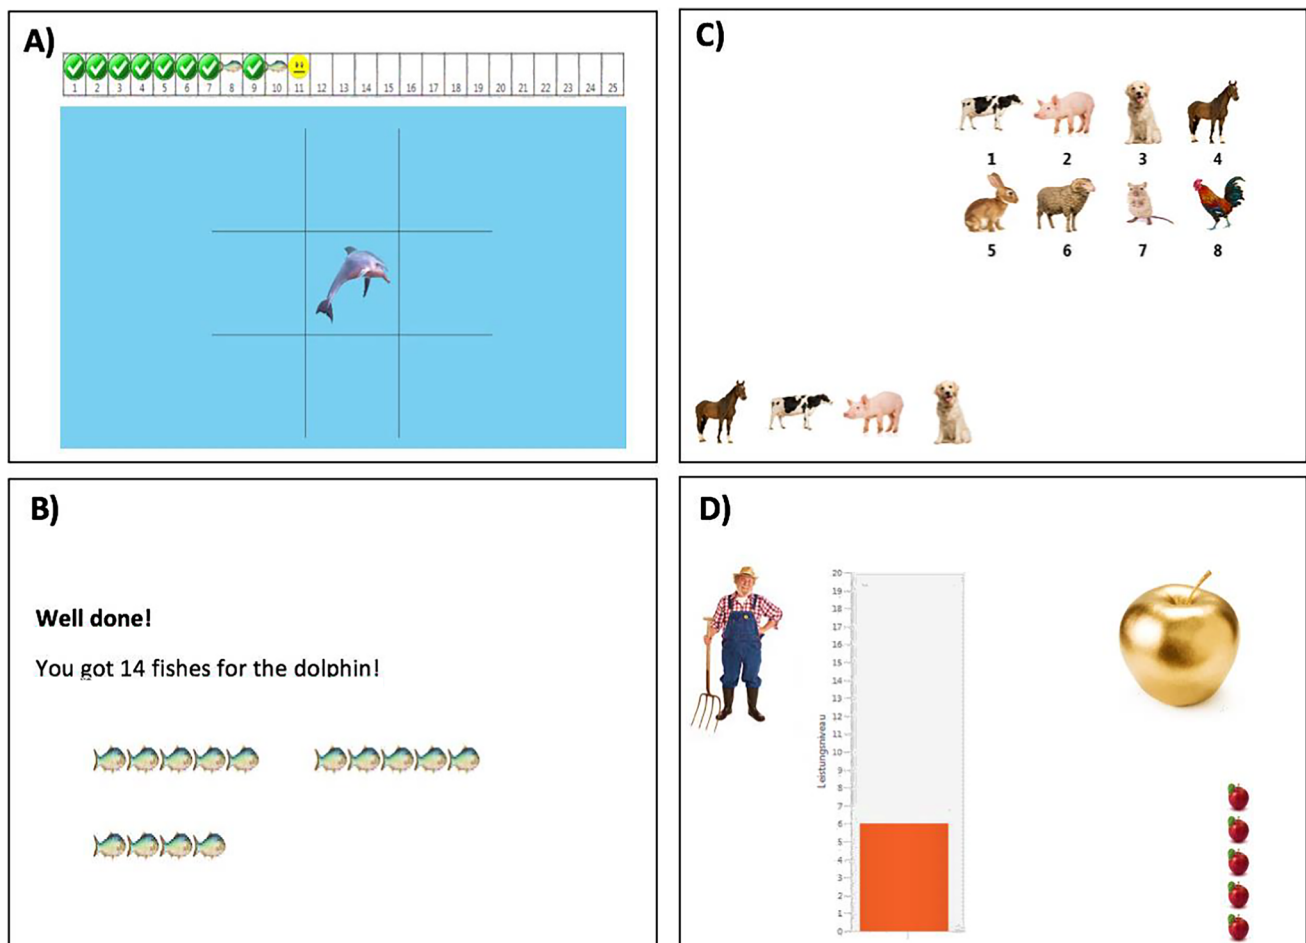 A)
1 2 3 4 5 6 7 8 9 10 11 12 13 14 15 16 17 18 19 20 21 22 23 24 25
B)
Well done!
You got 14 fishes for the dolphin!
C)
1 2 3 4
5 6 7 8
D)
Leistungsniveau
20
19
18
17
16
15
14
13
12
11
10
9
8
7
6
5
4
3
2
1
0